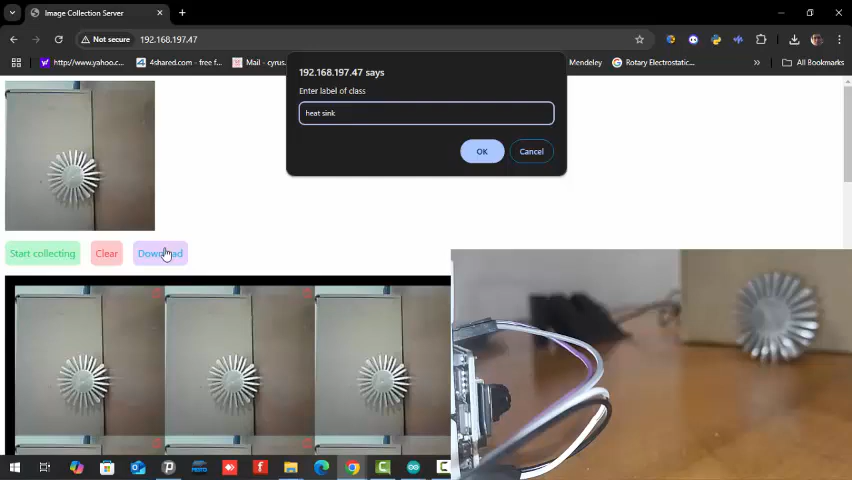 Image Collection Server
Not secure
192.168.197.47
http://www.yahoo.c...
4shared.com - free f...
Mail - cyrus.
Mendeley
Rotary Electrostatic...
»
All Bookmarks
192.168.197.47 says
Enter label of class
heat sink
OK
Cancel
Start collecting
Clear
Download